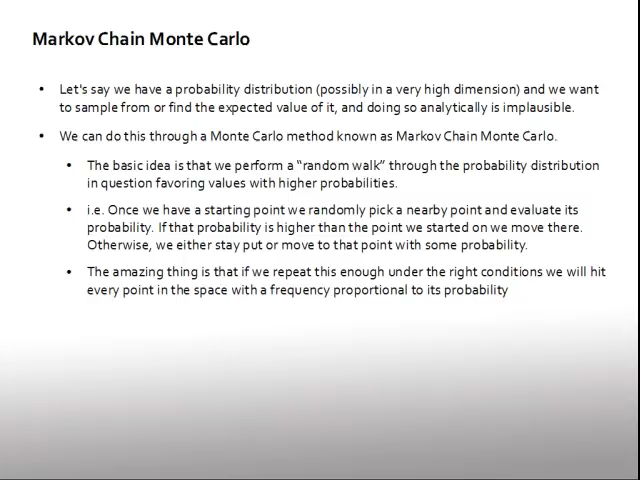 Markov Chain Monte Carlo
• Let's say we have a probability distribution (possibly in a very high dimension) and we want
to sample from or find the expected value of it, and doing so analytically is implausible.
• We can do this through a Monte Carlo method known as Markov Chain Monte Carlo.
• The basic idea is that we perform a “random walk” through the probability distribution
in question favoring values with higher probabilities.
• i.e. Once we have a starting point we randomly pick a nearby point and evaluate its
probability. If that probability is higher than the point we started on we move there.
Otherwise, we either stay put or move to that point with some probability.
• The amazing thing is that if we repeat this enough under the right conditions we will hit
every point in the space with a frequency proportional to its probability